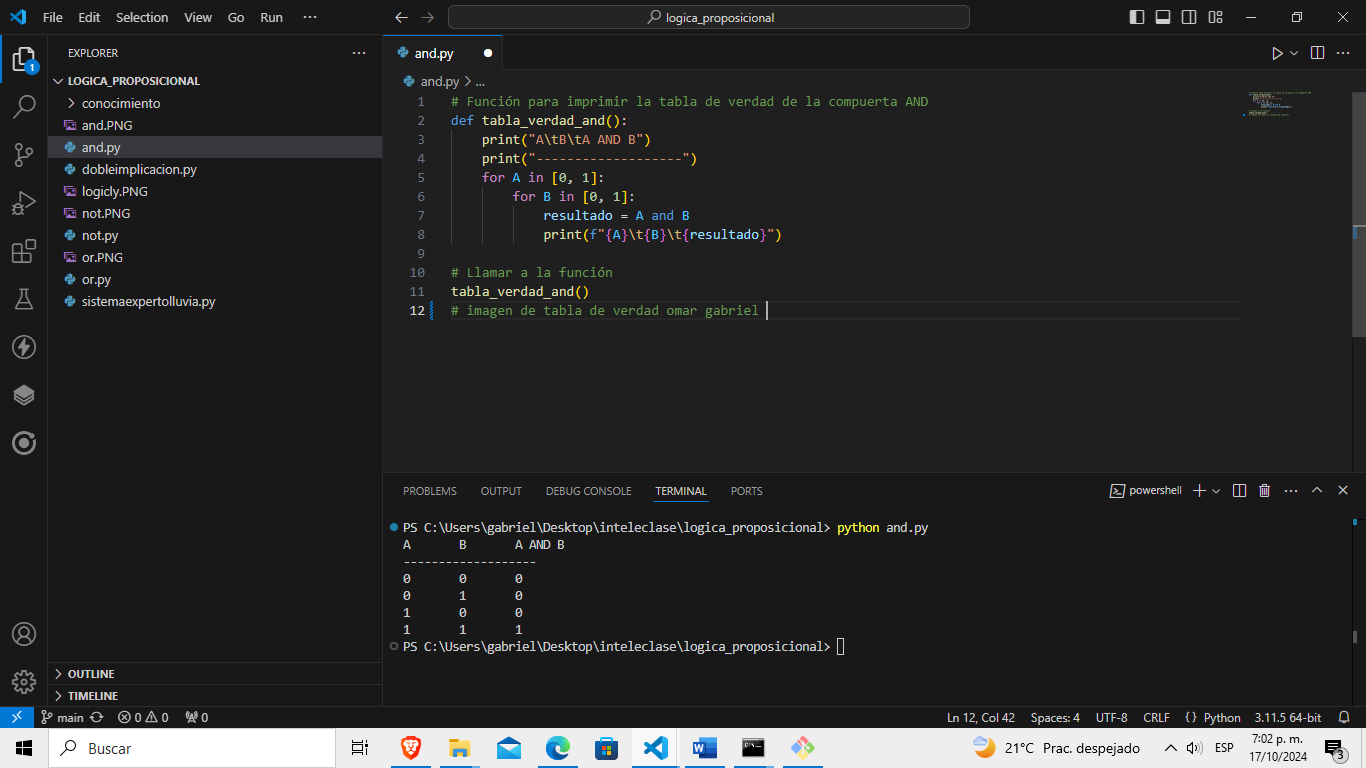 File Edit Selection View Go Run ···
logica_proposicional
EXPLORER
LOGICA_PROPOSICIONAL
conocimiento
and.PNG
and.py
dobleimplicacion.py
logicly.PNG
not.PNG
not.py
or.PNG
or.py
sistemaexpertolluvia.py
OUTLINE
TIMELINE
1
and.py
and.py > ...
1 # Función para imprimir la tabla de verdad de la compuerta AND
2 def tabla_verdad_and():
3 print("A\tB\tA AND B")
4 print("-------------------")
5 for A in [0, 1]:
6 for B in [0, 1]:
7 resultado = A and B
8 print(f"{A}\t{B}\t{resultado}")
9
10 # Llamar a la función
11 tabla_verdad_and()
12 # imagen de tabla de verdad omar gabriel
PROBLEMS OUTPUT DEBUG CONSOLE TERMINAL PORTS
powershell
PS C:\Users\gabriel\Desktop\inteleclase\logica_proposicional> python and.py
A B A AND B
-------------------
0 0 0
0 1 0
1 0 0
1 1 1
PS C:\Users\gabriel\Desktop\inteleclase\logica_proposicional>
main 0 0 0 Ln 12, Col 42 Spaces: 4 UTF-8 CRLF {} Python 3.11.5 64-bit
Buscar
21°C Prac. despejado
ESP
7:02 p. m.
17/10/2024
3